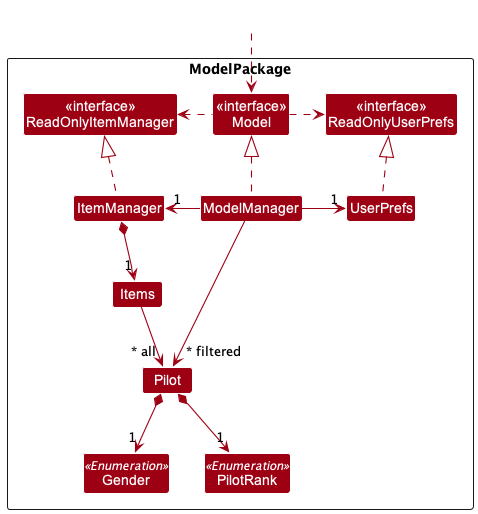 ModelPackage
«interface»
ReadOnlyItemManager
«interface»
Model
«interface»
ReadOnlyUserPrefs
ItemManager
1
ModelManager
1
UserPrefs
1
Items
* all
* filtered
Pilot
1
1
«Enumeration»
Gender
«Enumeration»
PilotRank